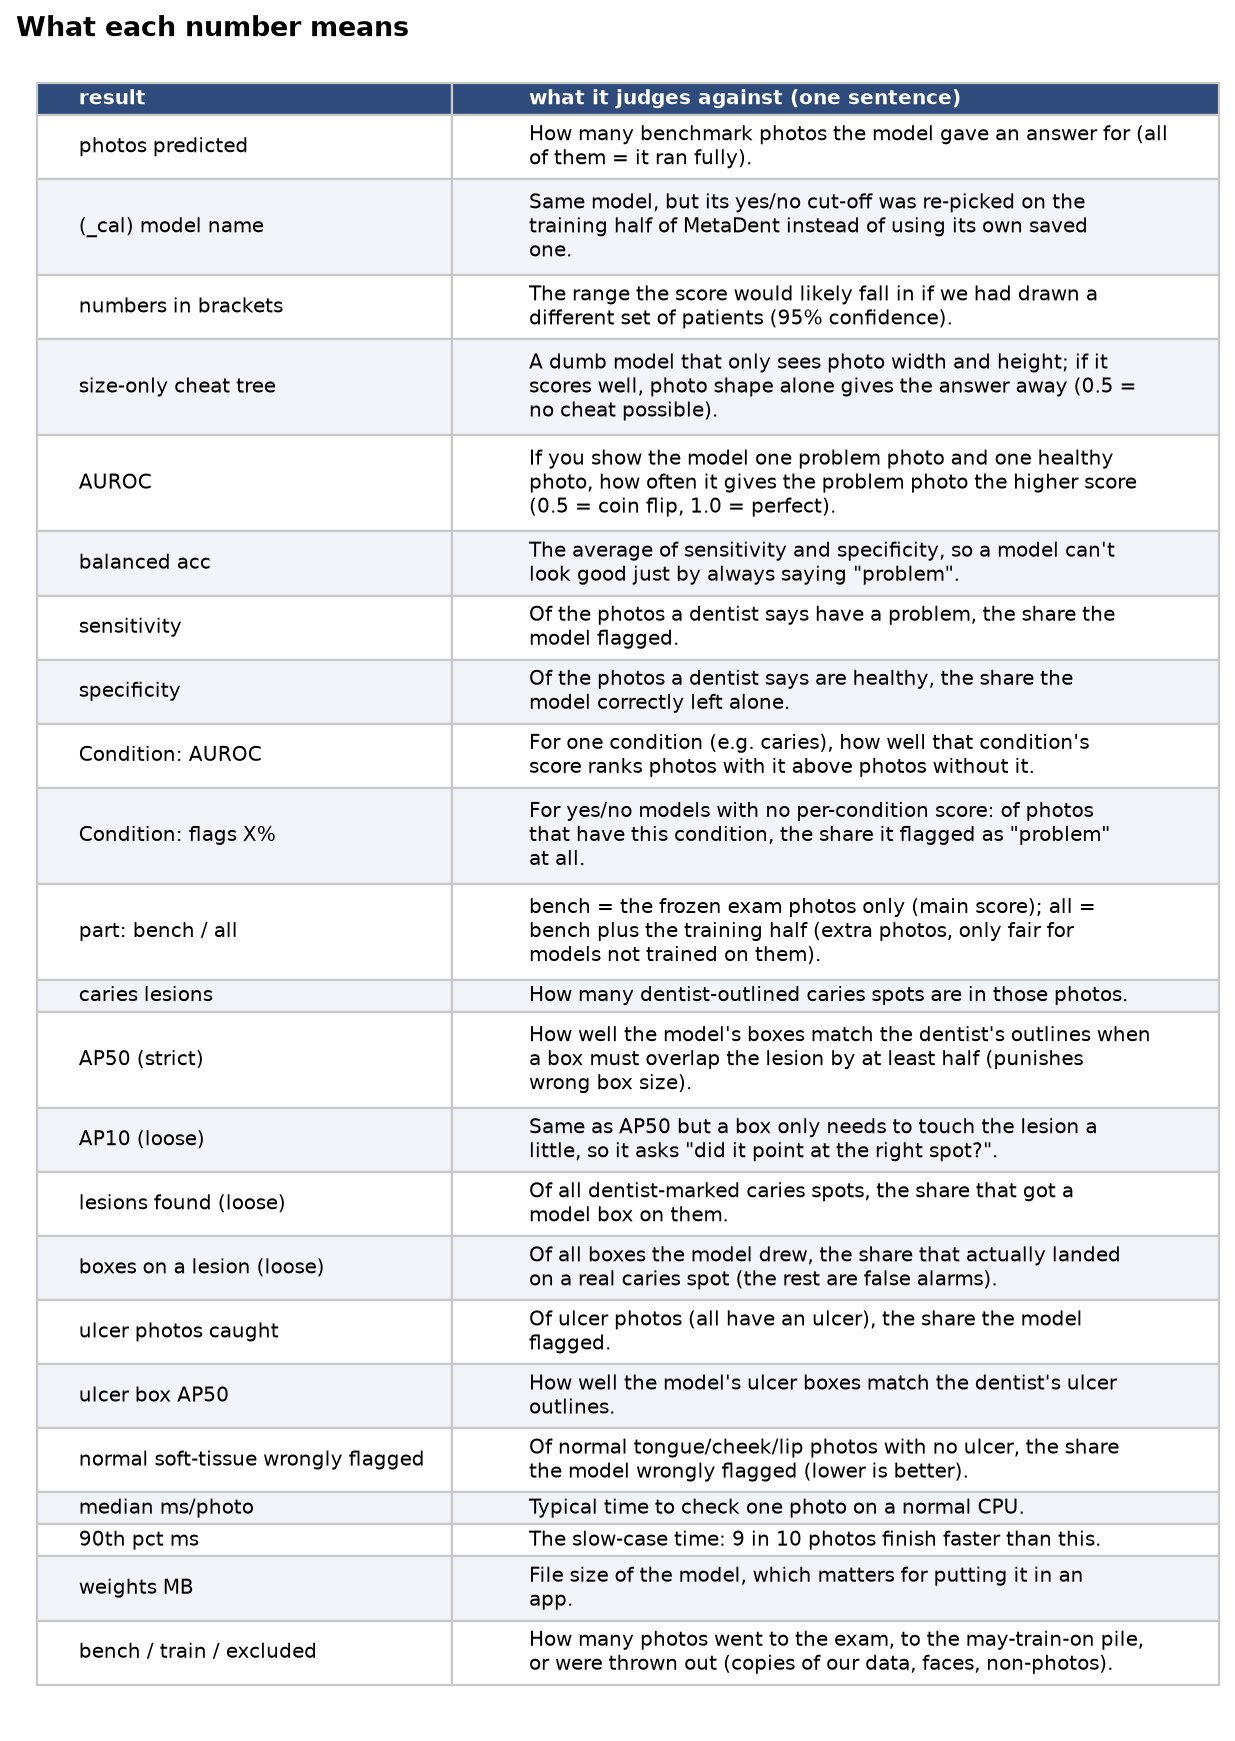 What each number means
result
what it judges against (one sentence)
photos predicted
How many benchmark photos the model gave an answer for (all
of them = it ran fully).
(_cal) model name
Same model, but its yes/no cut-off was re-picked on the
training half of MetaDent instead of using its own saved
one.
numbers in brackets
The range the score would likely fall in if we had drawn a
different set of patients (95% confidence).
size-only cheat tree
A dumb model that only sees photo width and height; if it
scores well, photo shape alone gives the answer away (0.5 =
no cheat possible).
AUROC
If you show the model one problem photo and one healthy
photo, how often it gives the problem photo the higher score
(0.5 = coin flip, 1.0 = perfect).
balanced acc
The average of sensitivity and specificity, so a model can't
look good just by always saying "problem".
sensitivity
Of the photos a dentist says have a problem, the share the
model flagged.
specificity
Of the photos a dentist says are healthy, the share the
model correctly left alone.
Condition: AUROC
For one condition (e.g. caries), how well that condition's
score ranks photos with it above photos without it.
Condition: flags X%
For yes/no models with no per-condition score: of photos
that have this condition, the share it flagged as "problem"
at all.
part: bench / all
bench = the frozen exam photos only (main score); all =
bench plus the training half (extra photos, only fair for
models not trained on them).
caries lesions
How many dentist-outlined caries spots are in those photos.
AP50 (strict)
How well the model's boxes match the dentist's outlines when
a box must overlap the lesion by at least half (punishes
wrong box size).
AP10 (loose)
Same as AP50 but a box only needs to touch the lesion a
little, so it asks "did it point at the right spot?".
lesions found (loose)
Of all dentist-marked caries spots, the share that got a
model box on them.
boxes on a lesion (loose)
Of all boxes the model drew, the share that actually landed
on a real caries spot (the rest are false alarms).
ulcer photos caught
Of ulcer photos (all have an ulcer), the share the model
flagged.
ulcer box AP50
How well the model's ulcer boxes match the dentist's ulcer
outlines.
normal soft-tissue wrongly flagged
Of normal tongue/cheek/lip photos with no ulcer, the share
the model wrongly flagged (lower is better).
median ms/photo
Typical time to check one photo on a normal CPU.
90th pct ms
The slow-case time: 9 in 10 photos finish faster than this.
weights MB
File size of the model, which matters for putting it in an
app.
bench / train / excluded
How many photos went to the exam, to the may-train-on pile,
or were thrown out (copies of our data, faces, non-photos).